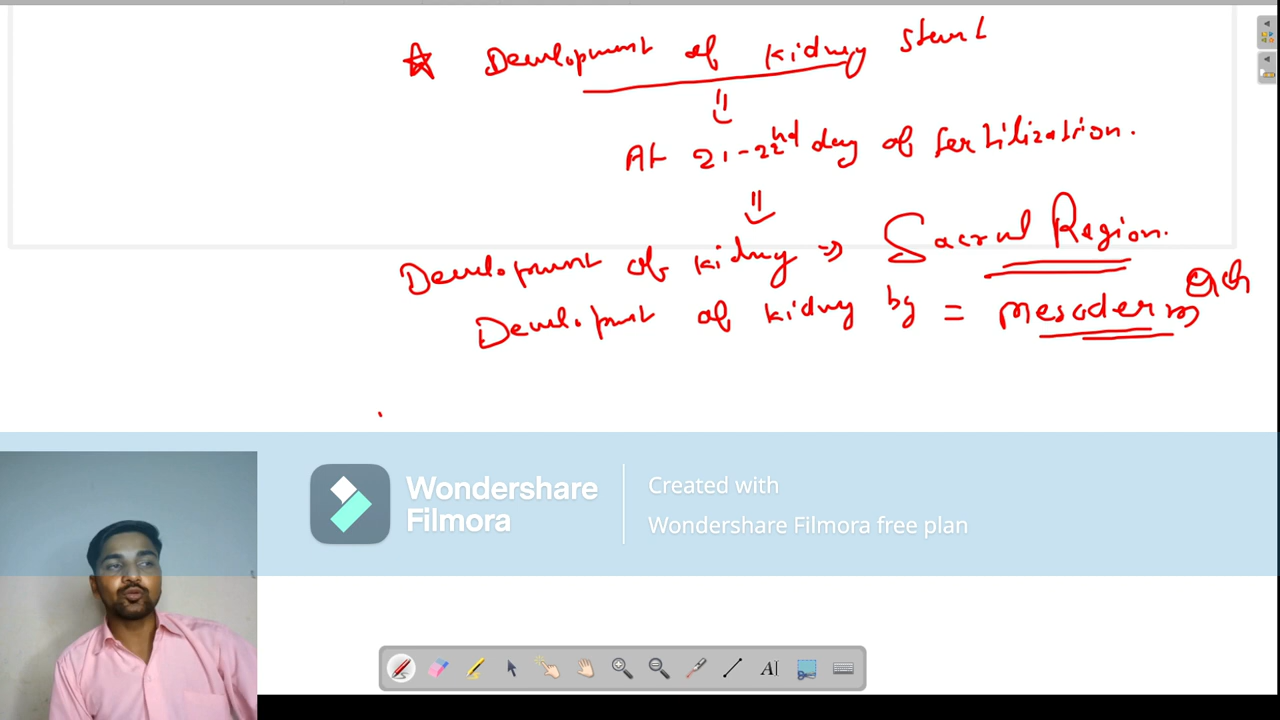 ☆ Development of kidney start
At 21-22nd day of fertilization.
Development of kidney ⇒ Sacral Region.
Development of kidney by = mesoderm
Wondershare
Filmora
Created with
Wondershare Filmora free plan
AI